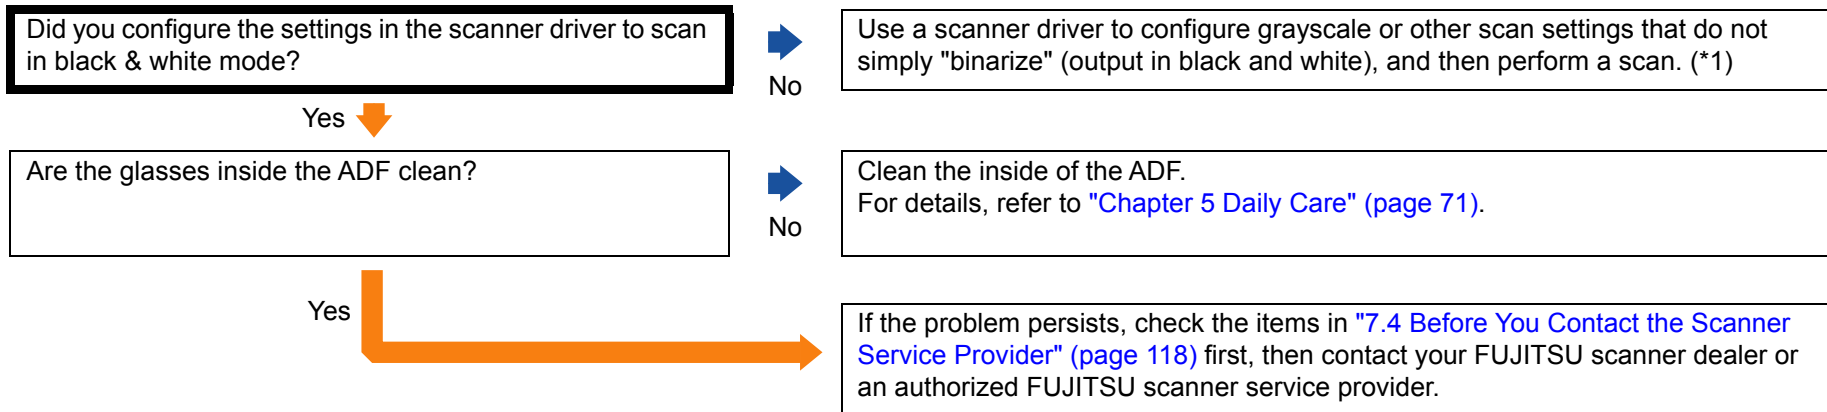 Did you configure the settings in the scanner driver to scan
in black & white mode?
No
Use a scanner driver to configure grayscale or other scan settings that do not
simply "binarize" (output in black and white), and then perform a scan. (*1)
Yes
Are the glasses inside the ADF clean?
No
Clean the inside of the ADF.
For details, refer to "Chapter 5 Daily Care" (page 71).
Yes
If the problem persists, check the items in "7.4 Before You Contact the Scanner
Service Provider" (page 118) first, then contact your FUJITSU scanner dealer or
an authorized FUJITSU scanner service provider.